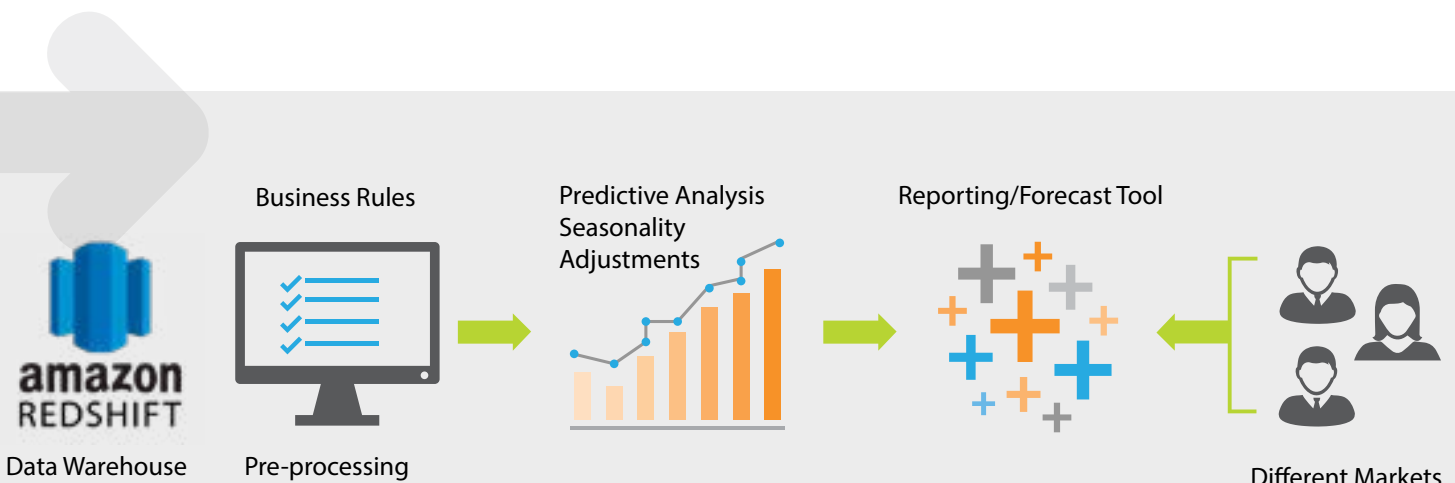 Business Rules
Predictive Analysis
Seasonality
Adjustments
Reporting/Forecast Tool
amazon
REDSHIFT
Data Warehouse
Pre-processing
Different Markets